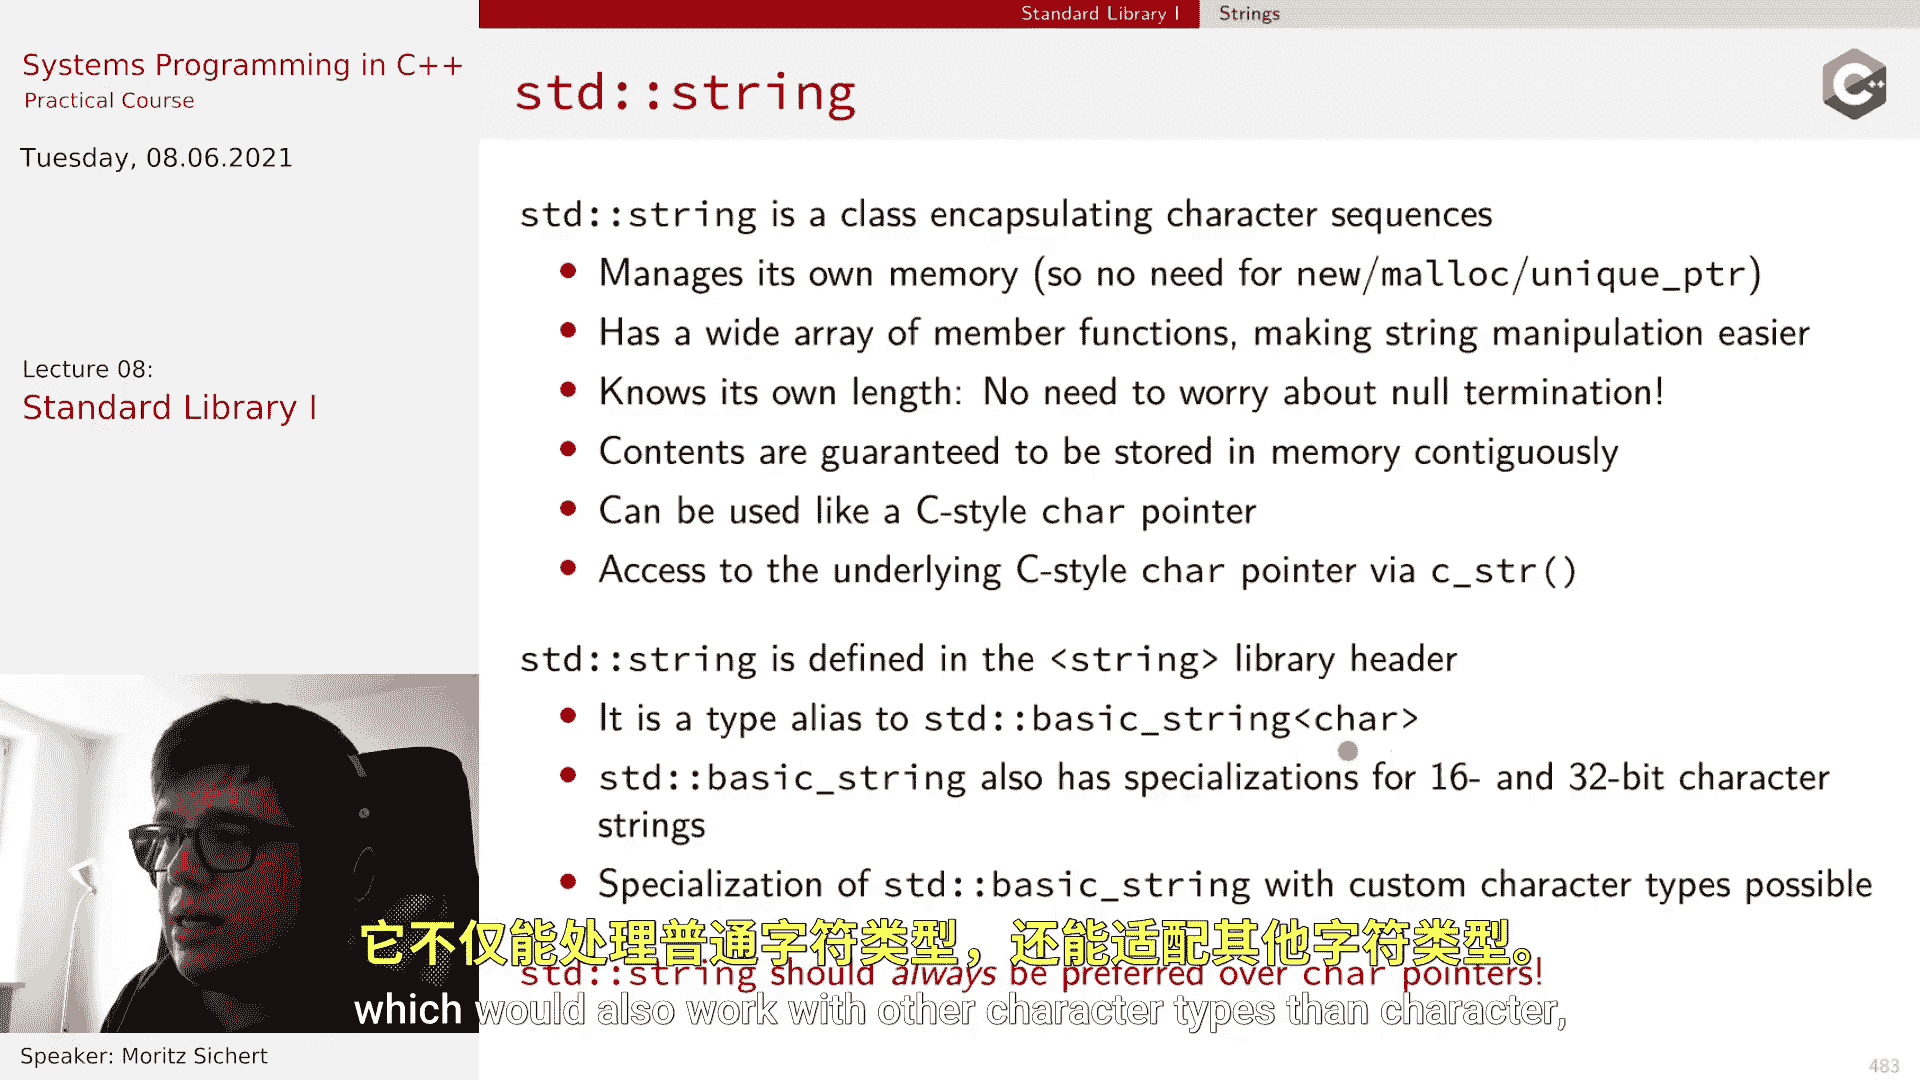 Standard Library I
Strings
Systems Programming in C++
Practical Course
Tuesday, 08.06.2021
Lecture 08:
Standard Library I
std::string
C++
std::string is a class encapsulating character sequences
• Manages its own memory (so no need for new/malloc/unique_ptr)
• Has a wide array of member functions, making string manipulation easier
• Knows its own length: No need to worry about null termination!
• Contents are guaranteed to be stored in memory contiguously
• Can be used like a C-style char pointer
• Access to the underlying C-style char pointer via c_str()
std::string is defined in the <string> library header
• It is a type alias to std::basic_string<char>
• std::basic_string also has specializations for 16- and 32-bit character
strings
• Specialization of std::basic_string with custom character types possible
它不仅能处理普通字符类型，还能适配其他字符类型。
std::string should always be preferred over char pointers!
which would also work with other character types than character,
Speaker: Moritz Sichert
483